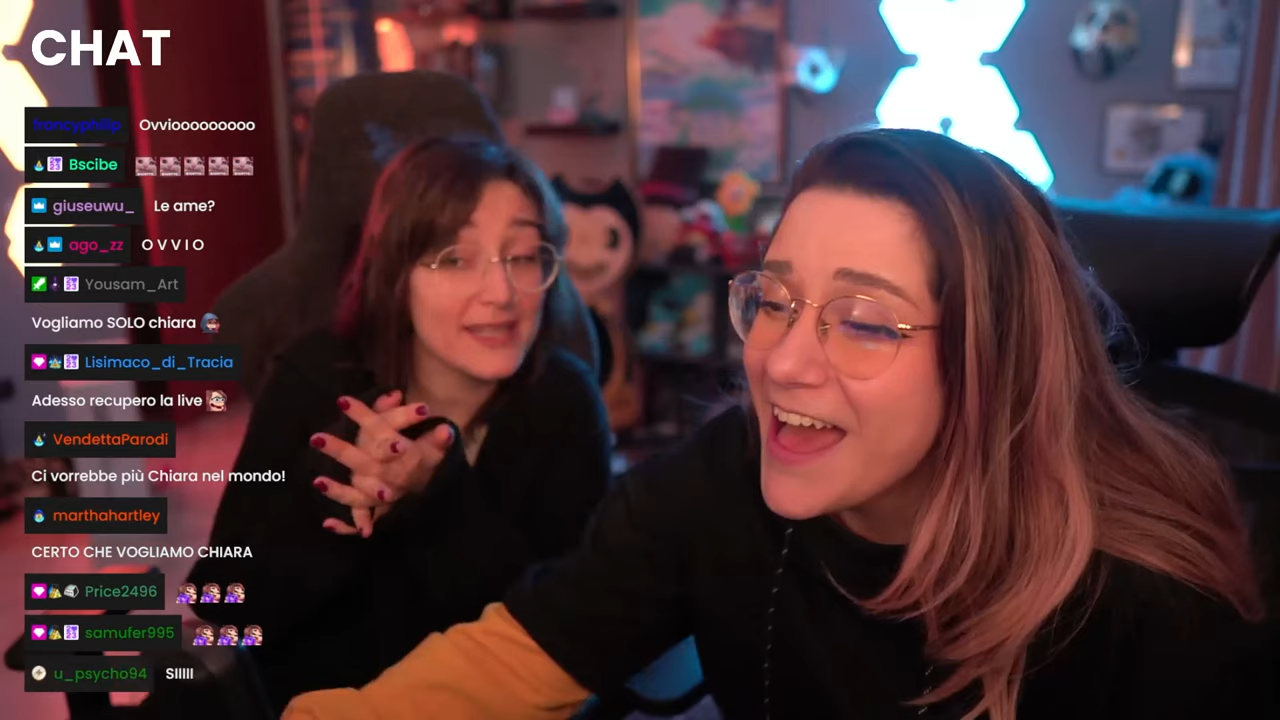 CHAT
francyphilip Ovviooooooooo
Bscibe
giuseuwu_ Le ame?
ago_zz O V V I O
Yousam_Art
Vogliamo SOLO chiara
Lisimaco_di_Tracia
Adesso recupero la live
VendettaParodi
Ci vorrebbe più Chiara nel mondo!
marthahartley
CERTO CHE VOGLIAMO CHIARA
Price2496
samufer995
u_psycho94 SIIIII